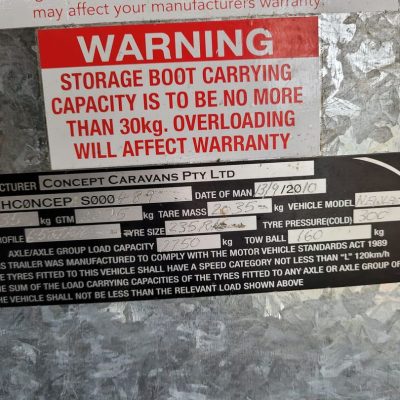 may affect your manufacturers warranty.
WARNING
STORAGE BOOT CARRYING
CAPACITY IS TO BE NO MORE
THAN 30kg. OVERLOADING
WILL AFFECT WARRANTY
CONCEPT CARAVANS PTY LTD
HCONCEP S000 DATE OF MAN 13/9/2010
kg GTM kg TARE MASS kg VEHICLE MODEL
TYRE SIZE TYRE PRESSURE(COLD) 300
AXLE/AXLE GROUP LOAD CAPACITY 2750 kg TOW BALL 160 kg
TRAILER WAS MANUFACTURED TO COMPLY WITH THE MOTOR VEHICLE STANDARDS ACT 1989
TYRES FITTED TO THIS VEHICLE SHALL HAVE A SPEED CATEGORY NOT LESS THAN "L" 120km/h
THE SUM OF THE LOAD CARRYING CAPACITIES OF THE TYRES FITTED TO ANY AXLE OR AXLE GROUP OF
THE VEHICLE SHALL NOT BE LESS THAN THE RELEVANT LOAD SHOWN ABOVE